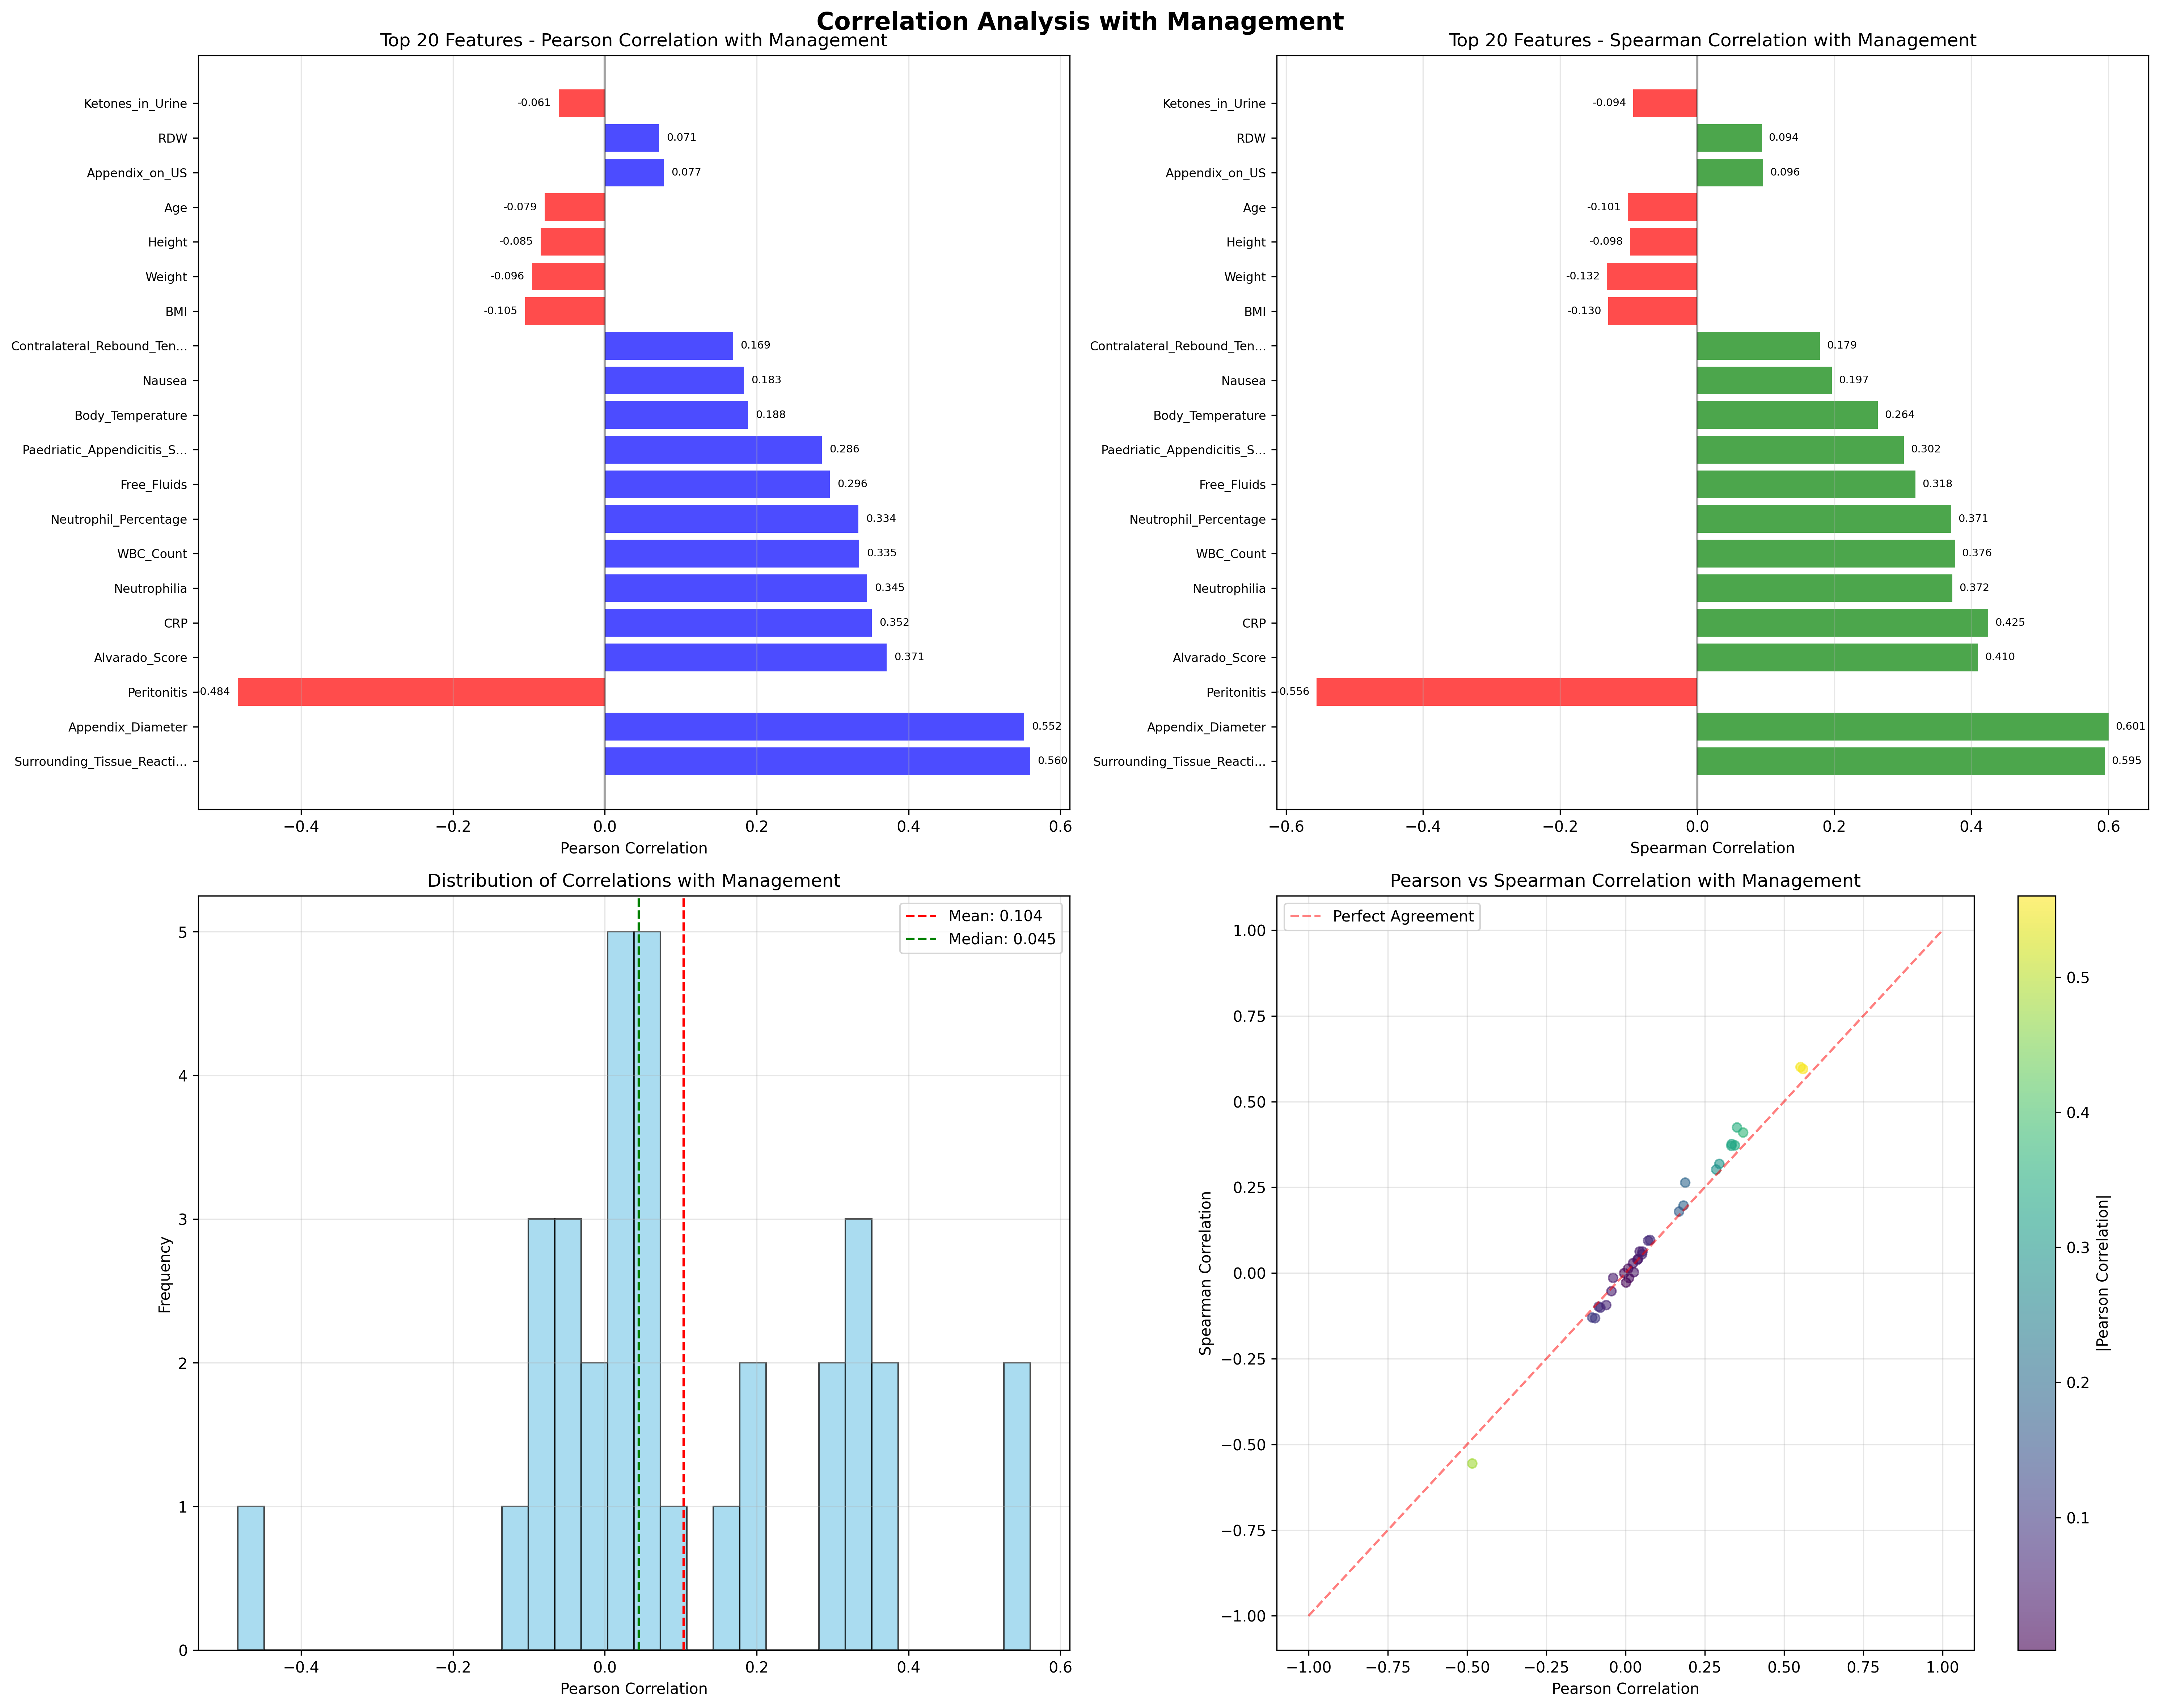 Correlation Analysis with Management
Top 20 Features - Pearson Correlation with Management
Ketones_in_Urine
-0.061
RDW
0.071
Appendix_on_US
0.077
Age
-0.079
Height
-0.085
Weight
-0.096
BMI
-0.105
Contralateral_Rebound_Ten...
0.169
Nausea
0.183
Body_Temperature
0.188
Paedriatic_Appendicitis_S...
0.286
Free_Fluids
0.296
Neutrophil_Percentage
0.334
WBC_Count
0.335
Neutrophilia
0.345
CRP
0.352
Alvarado_Score
0.371
Peritonitis
-0.484
Appendix_Diameter
0.552
Surrounding_Tissue_Reacti...
0.560
−0.4 −0.2 0.0 0.2 0.4 0.6
Pearson Correlation
Top 20 Features - Spearman Correlation with Management
Ketones_in_Urine
-0.094
RDW
0.094
Appendix_on_US
0.096
Age
-0.101
Height
-0.098
Weight
-0.132
BMI
-0.130
Contralateral_Rebound_Ten...
0.179
Nausea
0.197
Body_Temperature
0.264
Paedriatic_Appendicitis_S...
0.302
Free_Fluids
0.318
Neutrophil_Percentage
0.371
WBC_Count
0.376
Neutrophilia
0.372
CRP
0.425
Alvarado_Score
0.410
Peritonitis
-0.556
Appendix_Diameter
0.601
Surrounding_Tissue_Reacti...
0.595
−0.6 −0.4 −0.2 0.0 0.2 0.4 0.6
Spearman Correlation
Distribution of Correlations with Management
Mean: 0.104
Median: 0.045
5
4
3
2
1
0
Frequency
−0.4 −0.2 0.0 0.2 0.4 0.6
Pearson Correlation
Pearson vs Spearman Correlation with Management
Perfect Agreement
1.00
0.75
0.50
0.25
0.00
−0.25
−0.50
−0.75
−1.00
Spearman Correlation
−1.00 −0.75 −0.50 −0.25 0.00 0.25 0.50 0.75 1.00
Pearson Correlation
0.5
0.4
0.3
0.2
0.1
|Pearson Correlation|